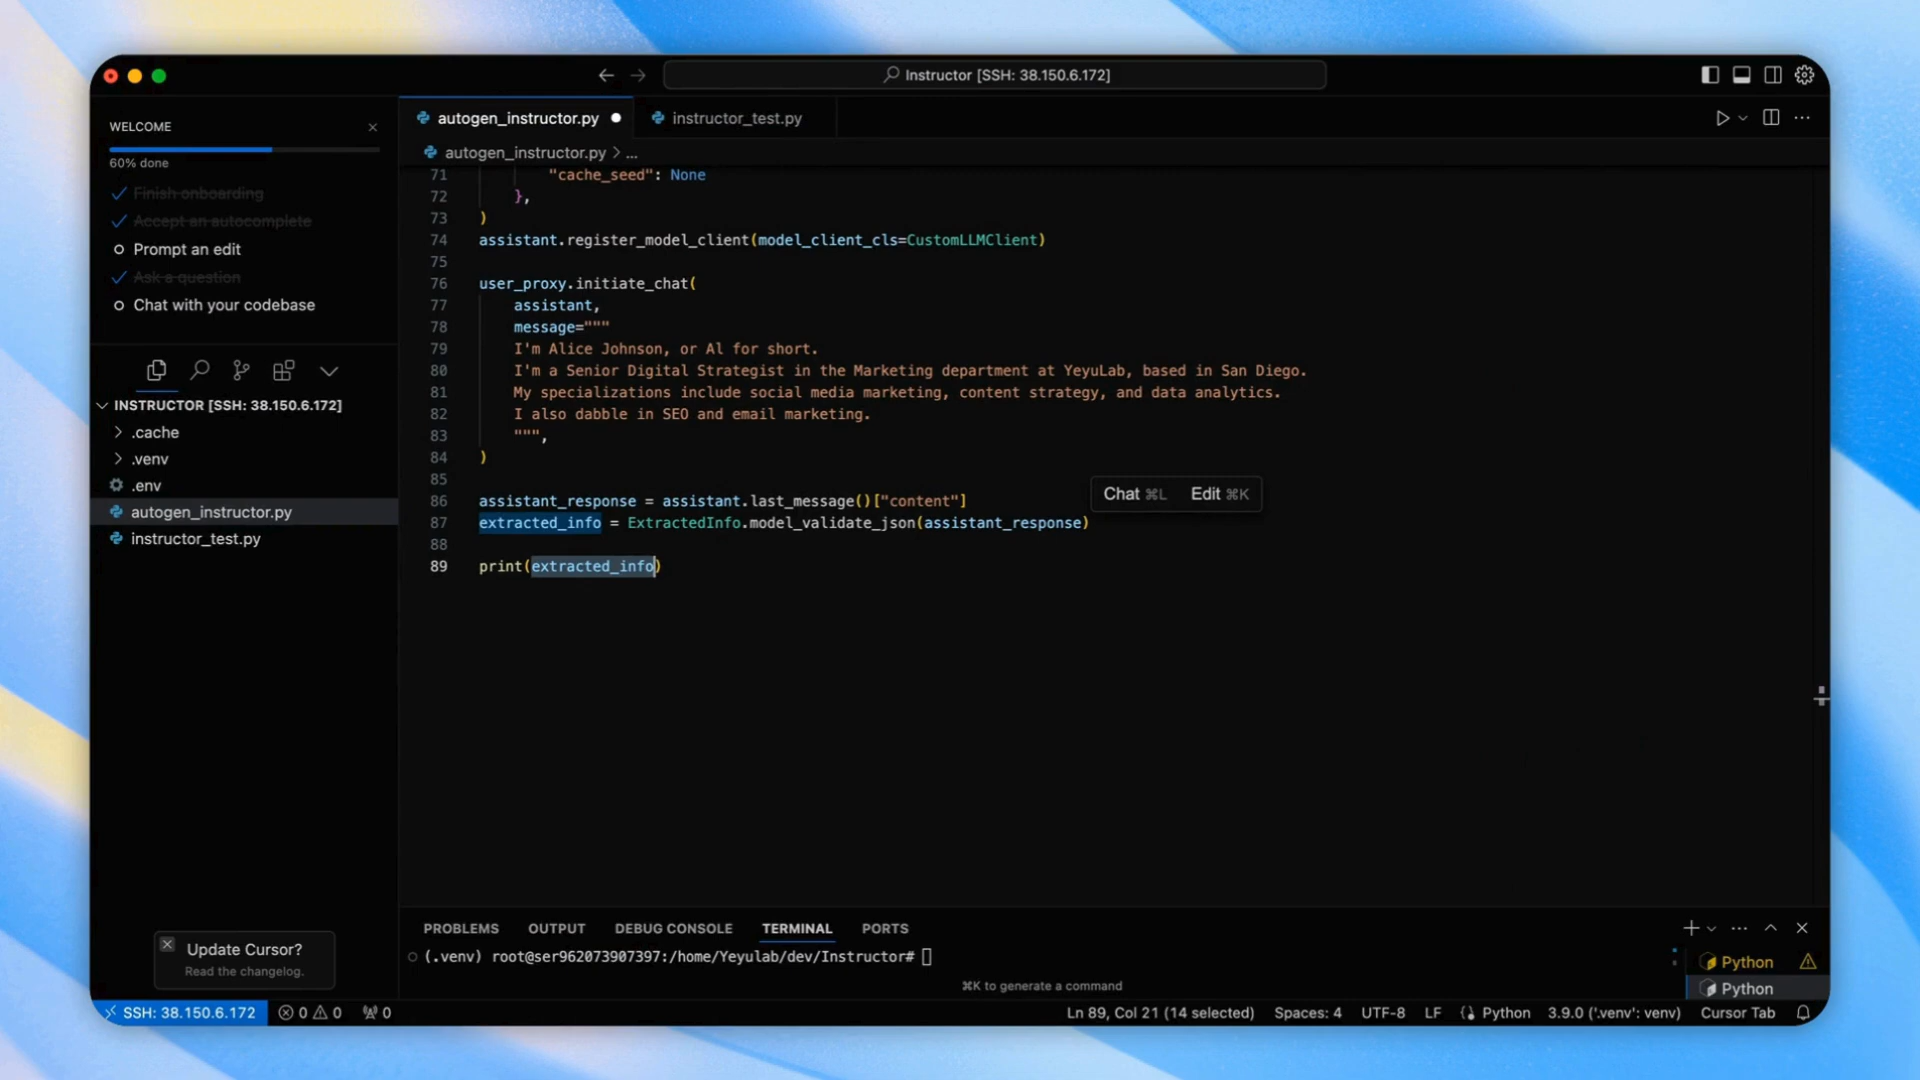 Instructor [SSH: 38.150.6.172]
WELCOME
60% done
Finish onboarding
Accept an autocomplete
Prompt an edit
Ask a question
Chat with your codebase
INSTRUCTOR [SSH: 38.150.6.172]
.cache
.venv
.env
autogen_instructor.py
instructor_test.py
Update Cursor?
Read the changelog.
autogen_instructor.py
instructor_test.py
autogen_instructor.py > ...
71 "cache_seed": None
72 },
73 )
74 assistant.register_model_client(model_client_cls=CustomLLMClient)
75
76 user_proxy.initiate_chat(
77 assistant,
78 message="""
79 I'm Alice Johnson, or Al for short.
80 I'm a Senior Digital Strategist in the Marketing department at YeyuLab, based in San Diego.
81 My specializations include social media marketing, content strategy, and data analytics.
82 I also dabble in SEO and email marketing.
83 """,
84 )
85
86 assistant_response = assistant.last_message()["content"]
87 extracted_info = ExtractedInfo.model_validate_json(assistant_response)
88
89 print(extracted_info)
Chat ⌘L Edit ⌘K
PROBLEMS OUTPUT DEBUG CONSOLE TERMINAL PORTS
(.venv) root@ser962073907397:/home/Yeyulab/dev/Instructor#
⌘K to generate a command
Python
Python
SSH: 38.150.6.172 0 0 0 Ln 89, Col 21 (14 selected) Spaces: 4 UTF-8 LF Python 3.9.0 ('.venv': venv) Cursor Tab